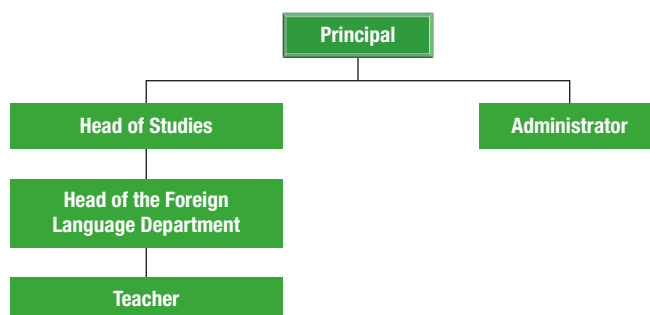 Principal
Head of Studies
Administrator
Head of the Foreign
Language Department
Teacher